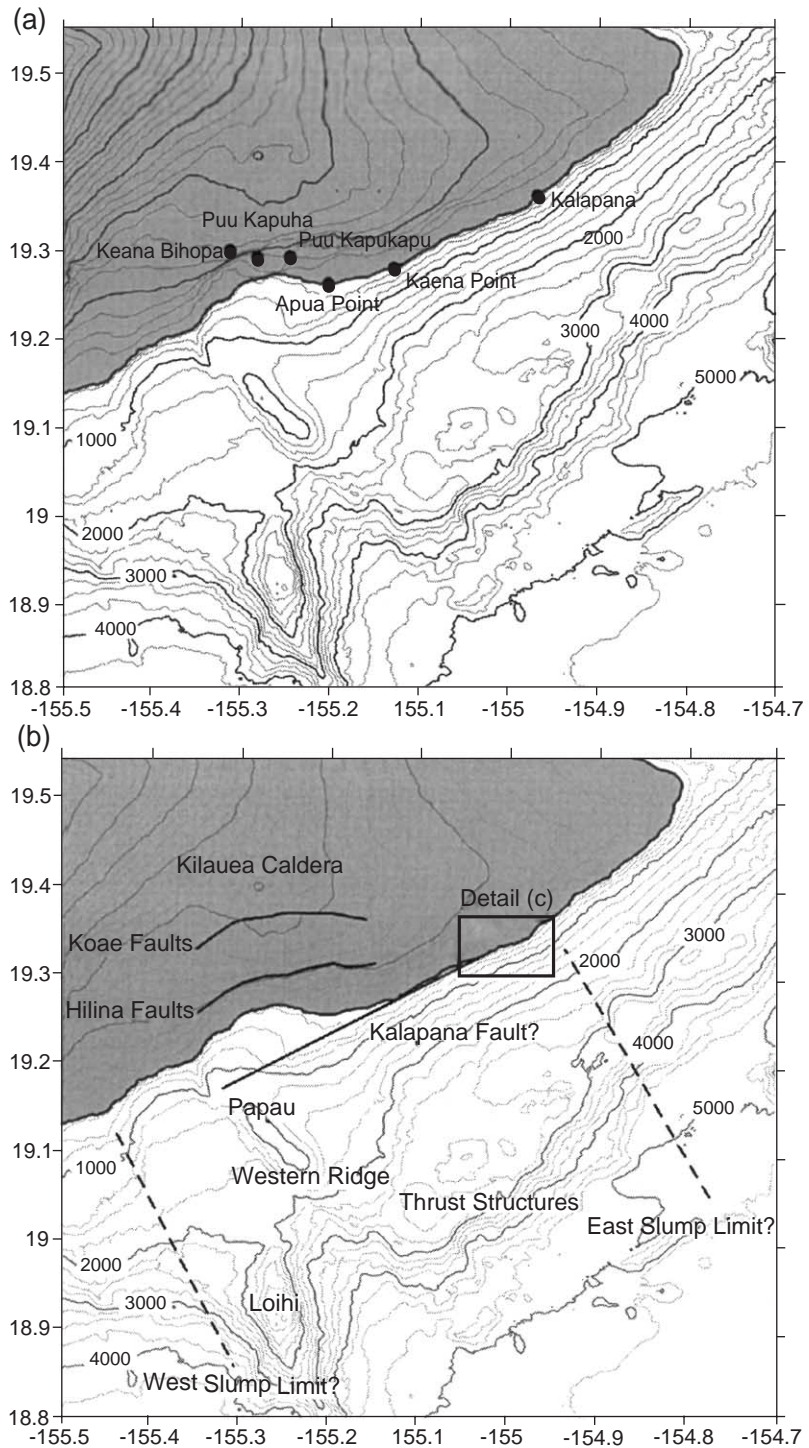 (a)
19.5
19.4
19.3
19.2
19.1
19
18.9
18.8
Kalapana
Puu Kapuha
2000
Keana Bihopa
Puu Kapukapu
Kaena Point
Apua Point
3000
4000
5000
1000
2000
3000
4000
-155.5
-155.4
-155.3
-155.2
-155.1
-155
-154.9
-154.8
-154.7
(b)
19.5
19.4
19.3
19.2
19.1
19
18.9
18.8
Kilauea Caldera
Detail (c)
Koae Faults
3000
2000
Hilina Faults
Kalapana Fault?
4000
Papau
5000
1000
Western Ridge
Thrust Structures
East Slump Limit?
2000
3000
Loihi
4000
West Slump Limit?
-155.5
-155.4
-155.3
-155.2
-155.1
-155
-154.9
-154.8
-154.7